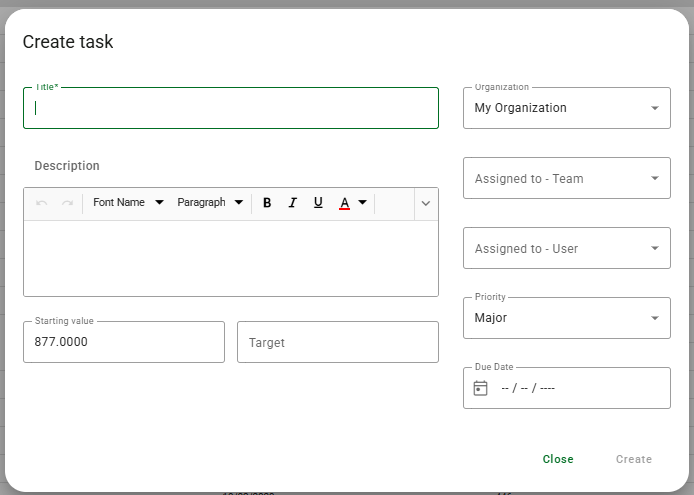 Create task
Title*
Organization
My Organization
Description
Assigned to - Team
Font Name Paragraph B I U A
Assigned to - User
Starting value
877.0000
Target
Priority
Major
Due Date
-- / -- / ----
Close Create